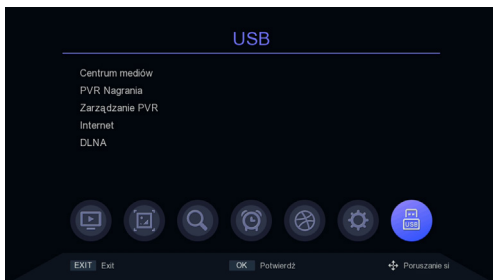 USB
Centrum mediów
PVR Nagrania
Zarządzanie PVR
Internet
DLNA
USB
EXIT Exit OK Potwierdź Poruszanie si